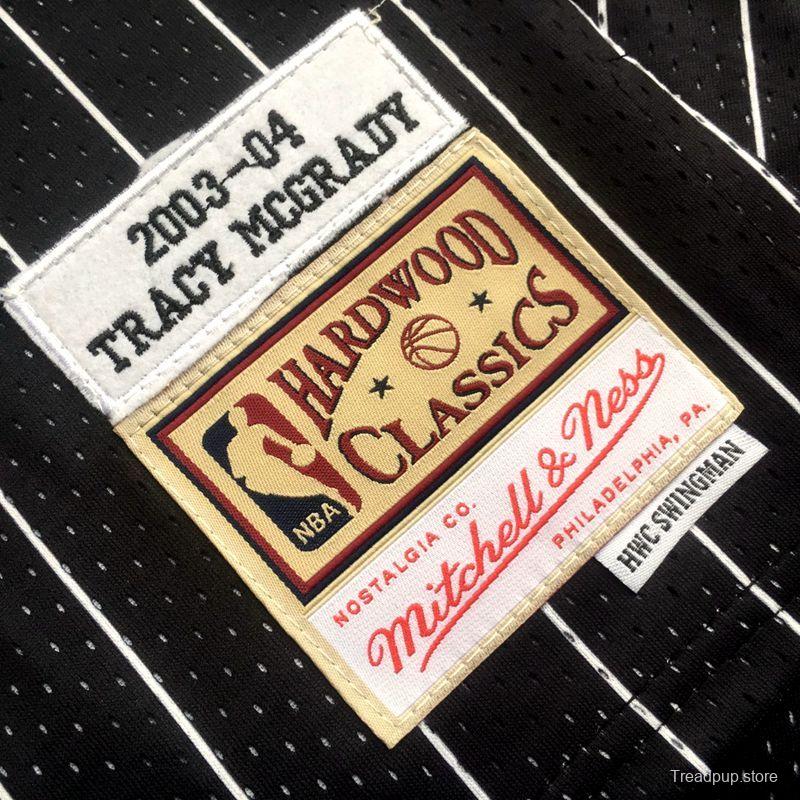 2003-04
TRACY MCGRADY
HARDWOOD
CLASSICS
NBA
NOSTALGIA CO.
Mitchell & Ness
PHILADELPHIA, PA.
HWC SWINGMAN
Treadpup.store